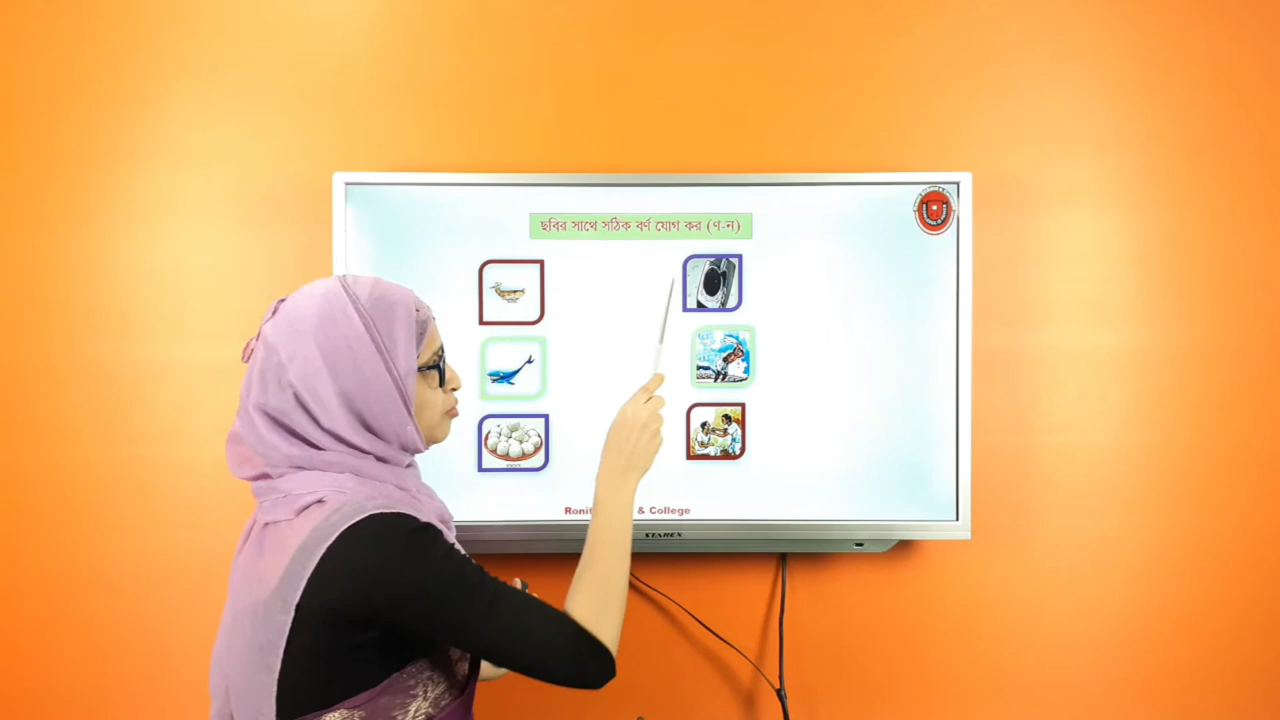 ছবির সাথে সঠিক বর্ণ যোগ কর (ণ-ন)
& College
STAREX